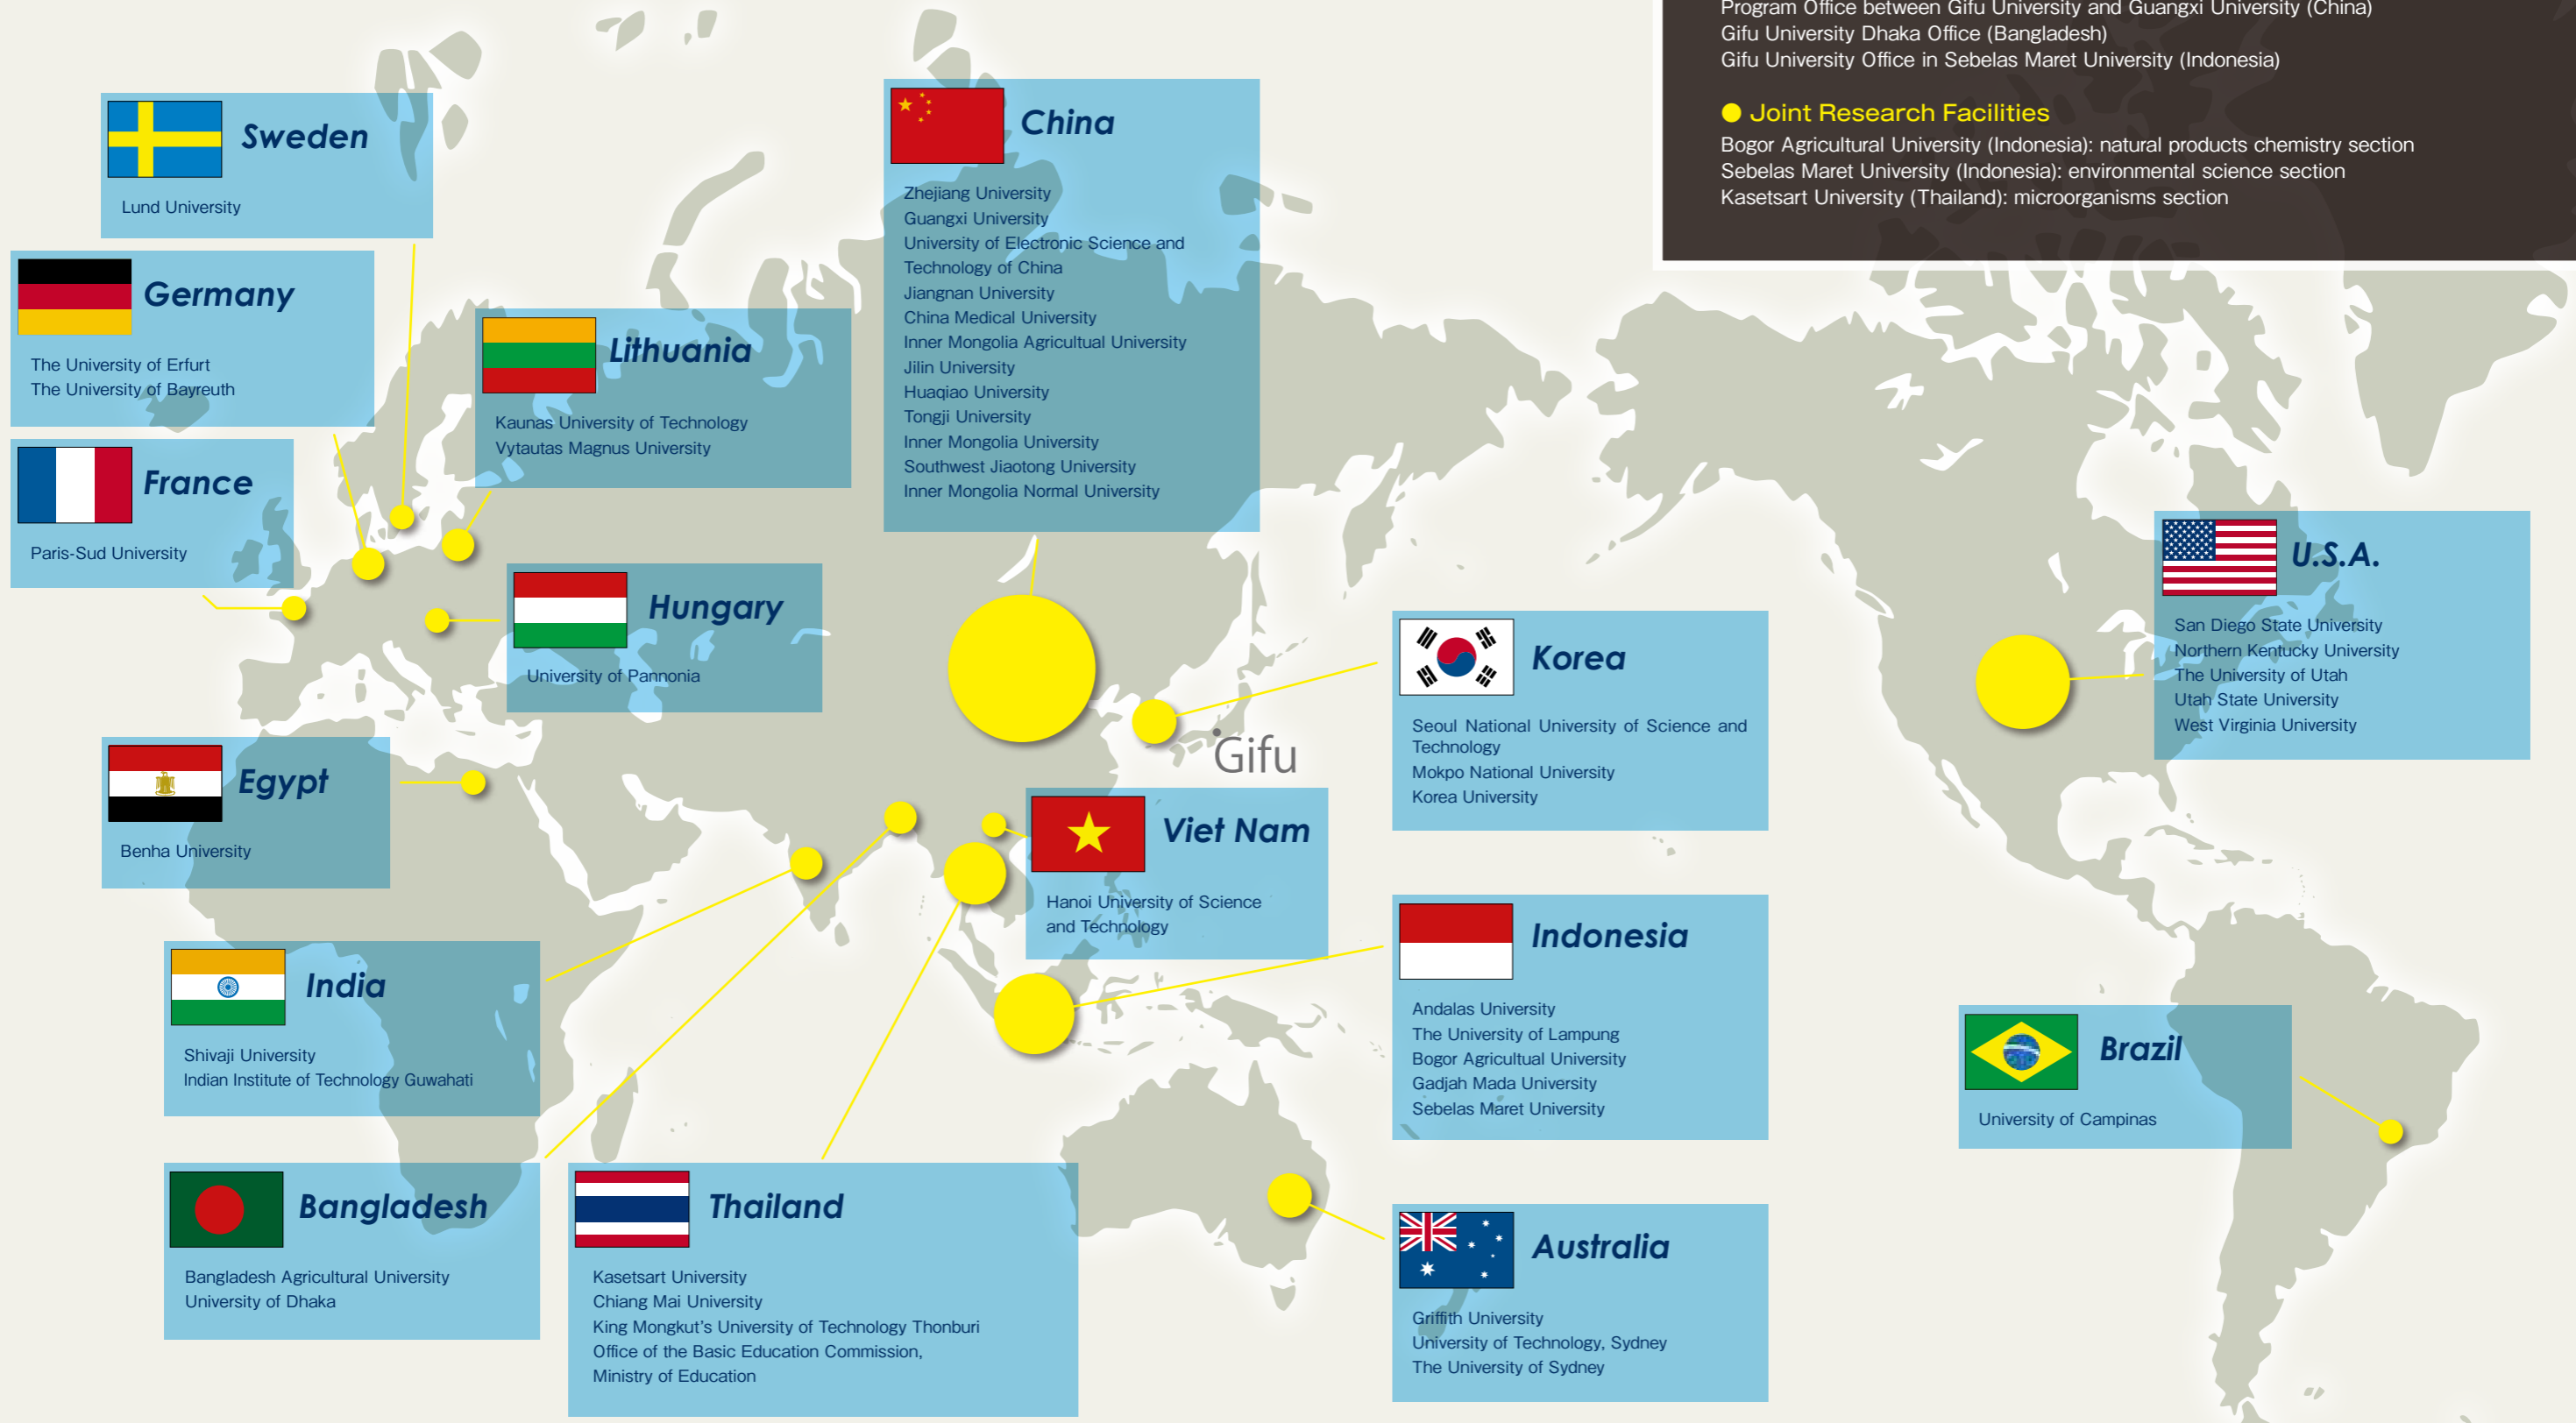 Program Office between Gifu University and Guangxi University (China)
Gifu University Dhaka Office (Bangladesh)
Gifu University Office in Sebelas Maret University (Indonesia)
Joint Research Facilities
Bogor Agricultural University (Indonesia): natural products chemistry section
Sebelas Maret University (Indonesia): environmental science section
Kasetsart University (Thailand): microorganisms section
Sweden
Lund University
Germany
The University of Erfurt
The University of Bayreuth
France
Paris-Sud University
Lithuania
Kaunas University of Technology
Vytautas Magnus University
Hungary
University of Pannonia
China
Zhejiang University
Guangxi University
University of Electronic Science and
Technology of China
Jiangnan University
China Medical University
Inner Mongolia Agricultual University
Jilin University
Huaqiao University
Tongji University
Inner Mongolia University
Southwest Jiaotong University
Inner Mongolia Normal University
Korea
Seoul National University of Science and
Technology
Mokpo National University
Korea University
Gifu
U.S.A.
San Diego State University
Northern Kentucky University
The University of Utah
Utah State University
West Virginia University
Egypt
Benha University
Viet Nam
Hanoi University of Science
and Technology
India
Shivaji University
Indian Institute of Technology Guwahati
Indonesia
Andalas University
The University of Lampung
Bogor Agricultual University
Gadjah Mada University
Sebelas Maret University
Brazil
University of Campinas
Bangladesh
Bangladesh Agricultural University
University of Dhaka
Thailand
Kasetsart University
Chiang Mai University
King Mongkut's University of Technology Thonburi
Office of the Basic Education Commission,
Ministry of Education
Australia
Griffith University
University of Technology, Sydney
The University of Sydney